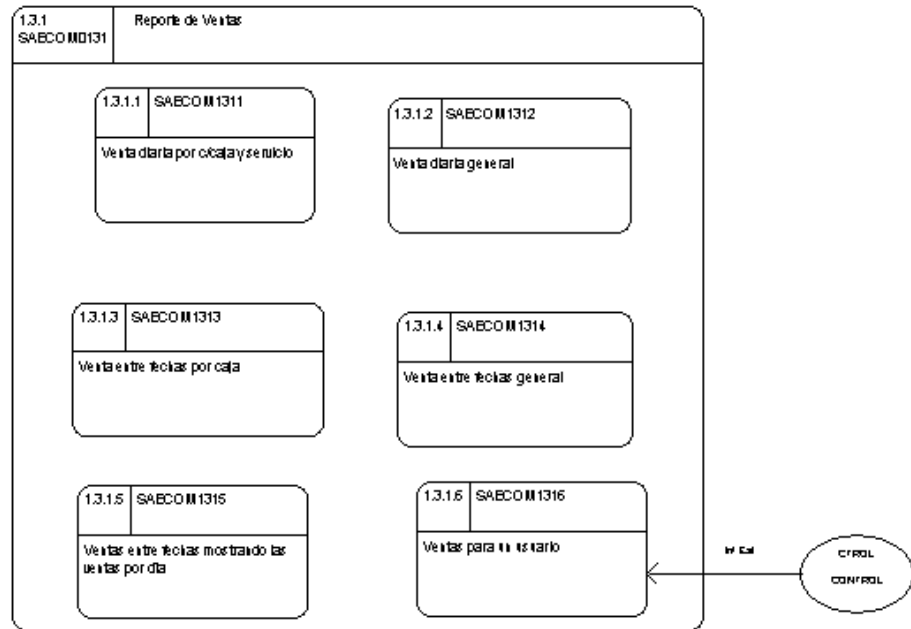 1.3.1 Reporte de Ventas
SAECOM0131
1.3.1.1 SAECOM1311
Venta diaria por c/caja y servicio
1.3.1.2 SAECOM1312
Venta diaria general
1.3.1.3 SAECOM1313
Venta entre fechas por caja
1.3.1.4 SAECOM1314
Venta entre fechas general
1.3.1.5 SAECOM1315
Ventas entre fechas mostrando las
ventas por día
1.3.1.6 SAECOM1316
Ventas para un usuario
CTROL
CONTROL